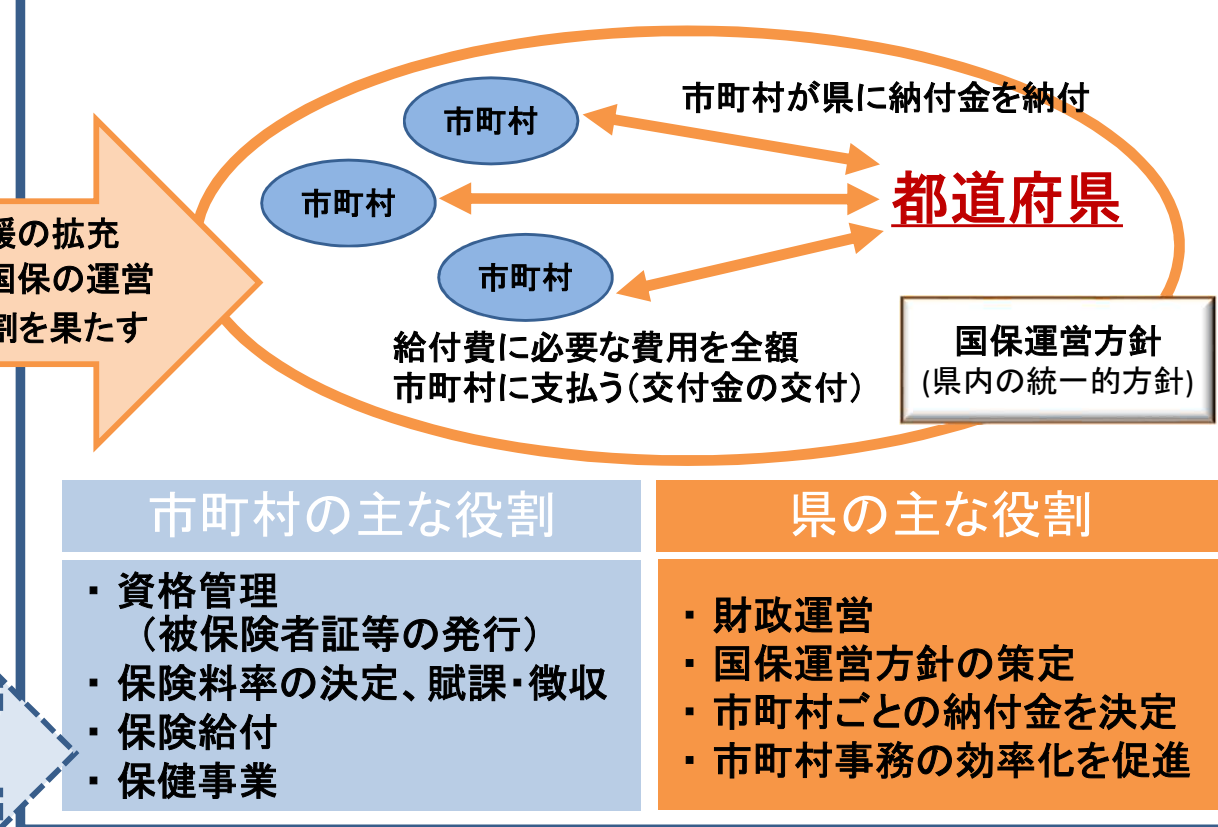 市町村が県に納付金を納付
市町村
市町村
都道府県
市町村
援の拡充
国保の運営
割を果たす
給付費に必要な費用を全額
市町村に支払う(交付金の交付)
国保運営方針
(県内の統一的方針)
市町村の主な役割
・資格管理
(被保険者証等の発行)
・保険料率の決定、賦課・徴収
・保険給付
・保健事業
県の主な役割
・財政運営
・国保運営方針の策定
・市町村ごとの納付金を決定
・市町村事務の効率化を促進